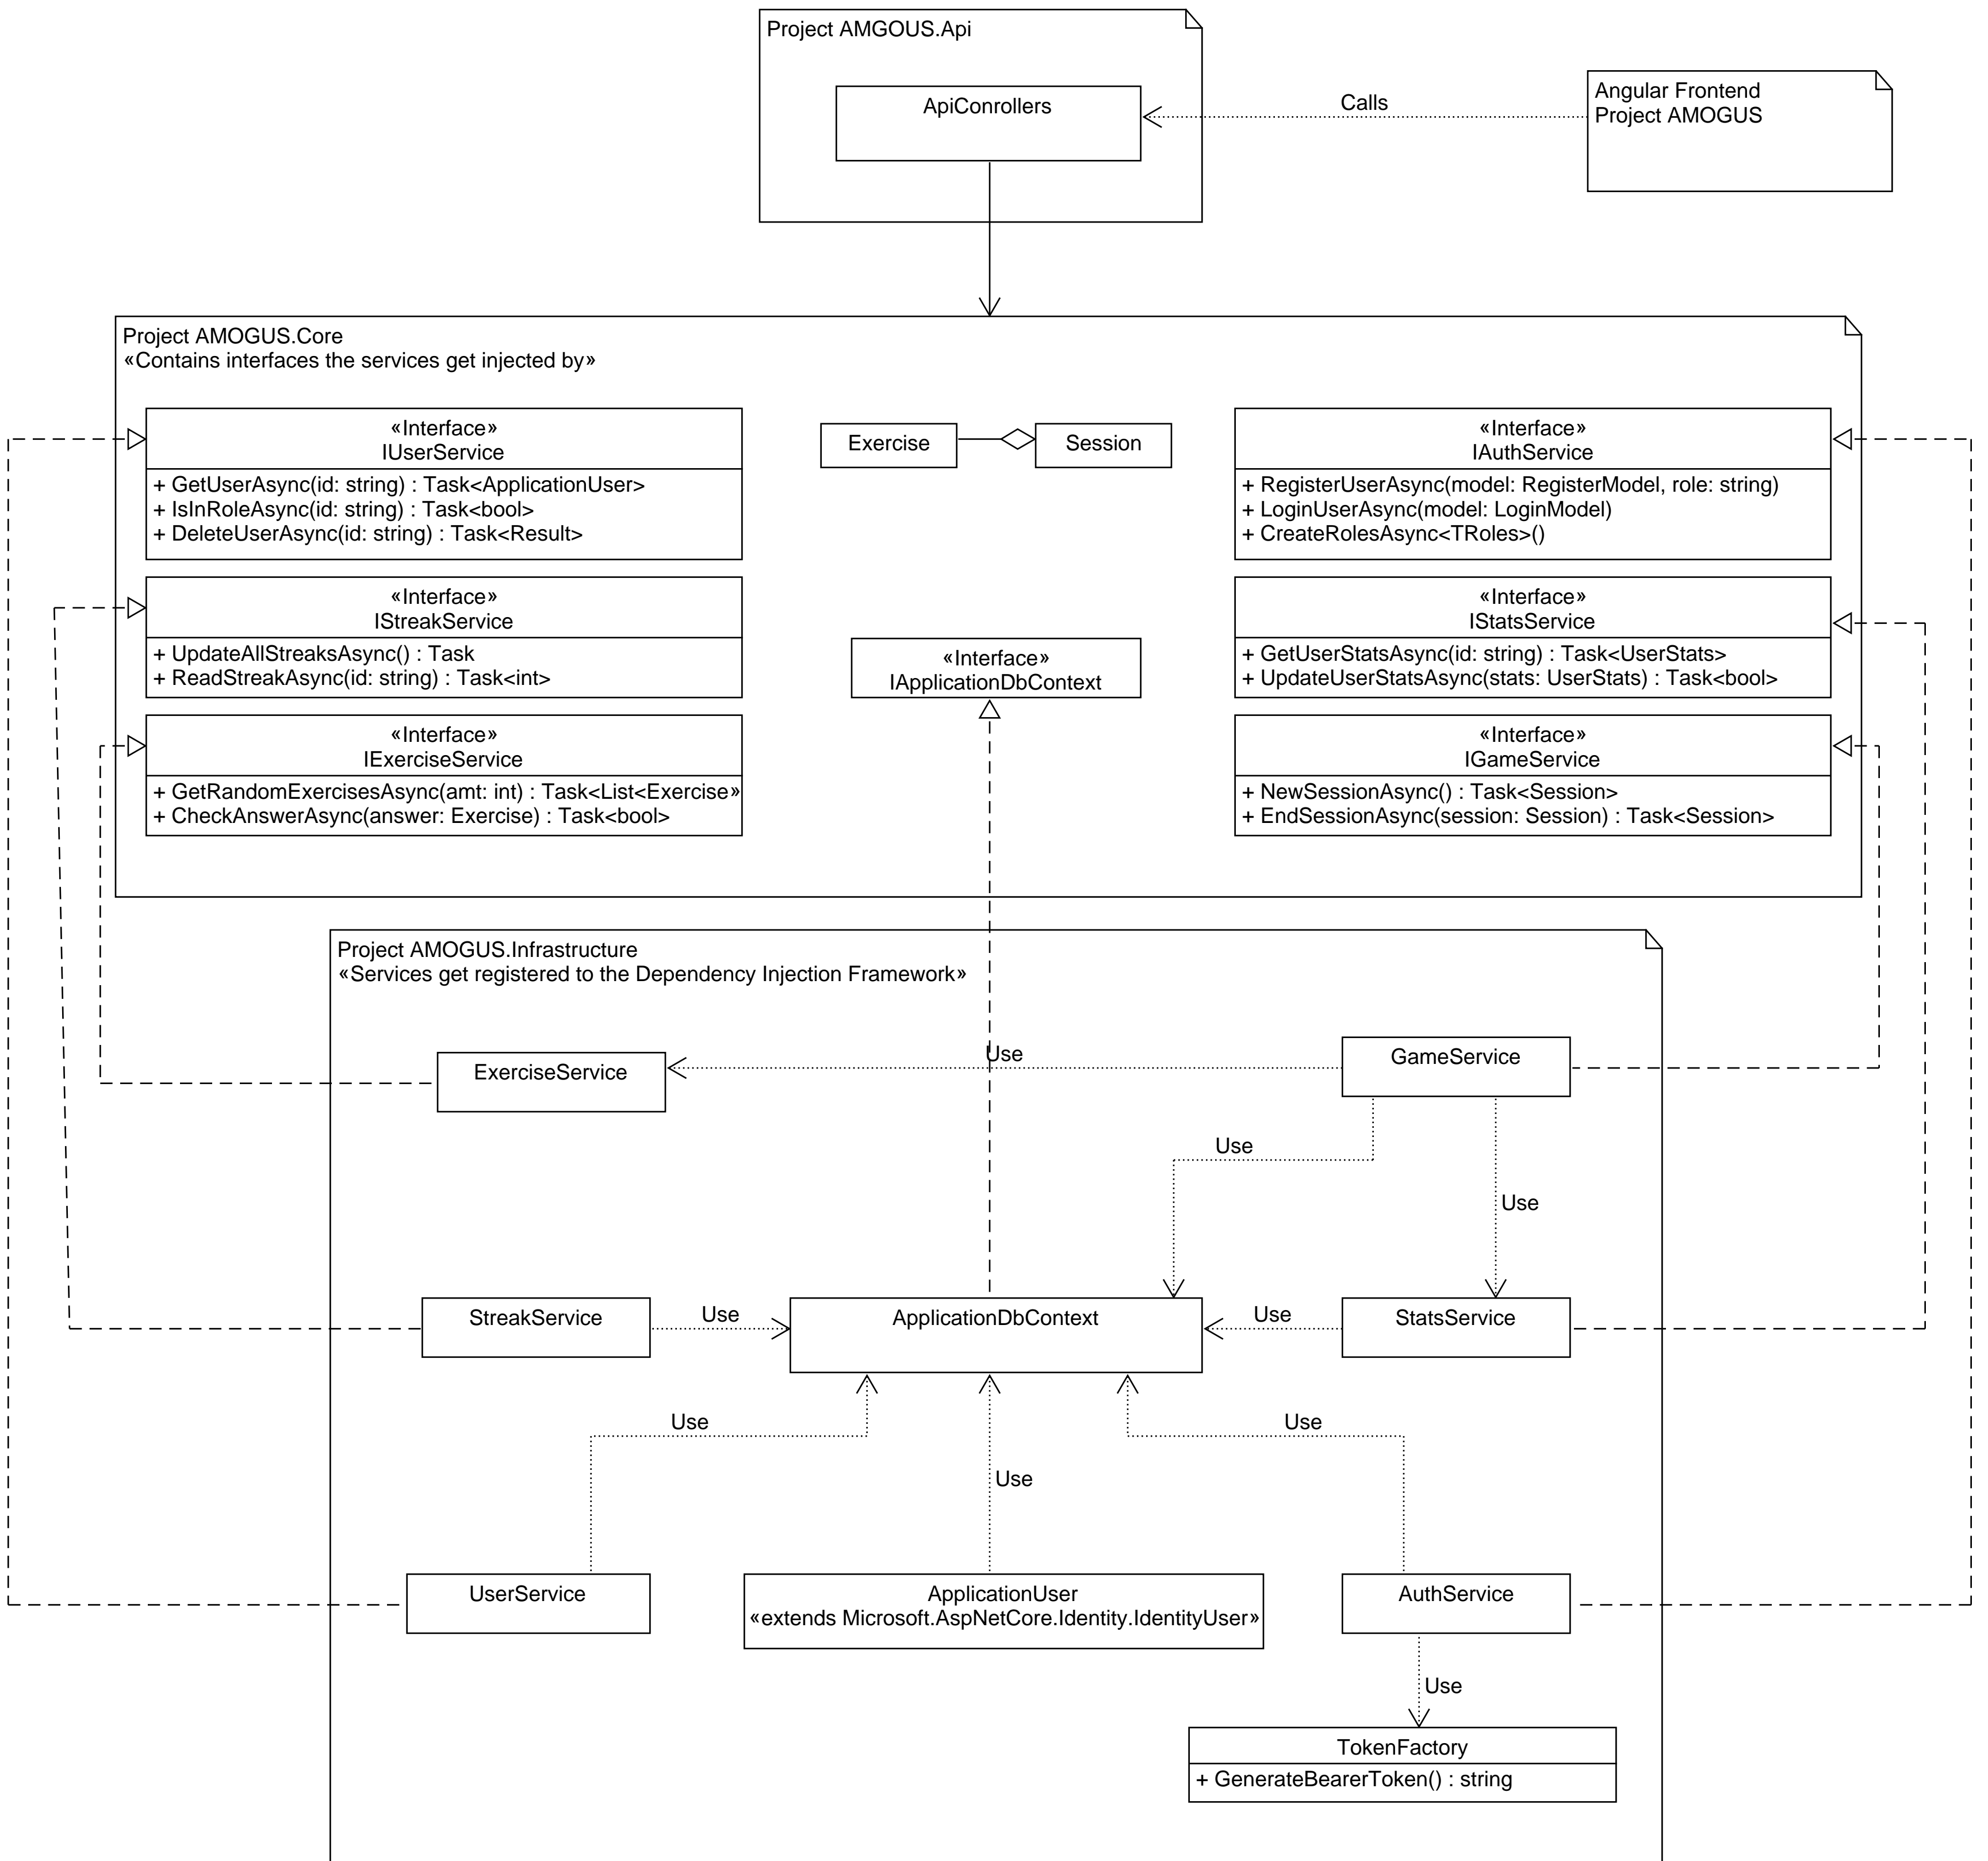 Project AMGOUS.Api
ApiConrollers
Calls
Angular Frontend
Project AMOGUS
Project AMOGUS.Core
«Contains interfaces the services get injected by»
«Interface»
IUserService
+ GetUserAsync(id: string) : Task<ApplicationUser>
+ IsInRoleAsync(id: string) : Task<bool>
+ DeleteUserAsync(id: string) : Task<Result>
Exercise
Session
«Interface»
IAuthService
+ RegisterUserAsync(model: RegisterModel, role: string)
+ LoginUserAsync(model: LoginModel)
+ CreateRolesAsync<TRoles>()
«Interface»
IStreakService
+ UpdateAllStreaksAsync() : Task
+ ReadStreakAsync(id: string) : Task<int>
«Interface»
IApplicationDbContext
«Interface»
IStatsService
+ GetUserStatsAsync(id: string) : Task<UserStats>
+ UpdateUserStatsAsync(stats: UserStats) : Task<bool>
«Interface»
IExerciseService
+ GetRandomExercisesAsync(amt: int) : Task<List<Exercise»
+ CheckAnswerAsync(answer: Exercise) : Task<bool>
«Interface»
IGameService
+ NewSessionAsync() : Task<Session>
+ EndSessionAsync(session: Session) : Task<Session>
Project AMOGUS.Infrastructure
«Services get registered to the Dependency Injection Framework»
ExerciseService
Use
GameService
Use
Use
StreakService
Use
ApplicationDbContext
Use
StatsService
Use
Use
Use
UserService
ApplicationUser
«extends Microsoft.AspNetCore.Identity.IdentityUser»
AuthService
Use
TokenFactory
+ GenerateBearerToken() : string